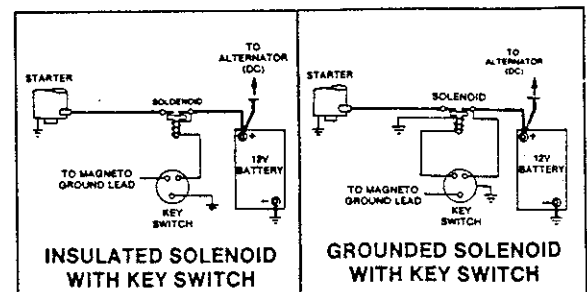 TO
ALTERNATOR
(DC)
STARTER
SOLDENOID
+
12V
BATTERY
−
TO MAGNETO
GROUND LEAD
KEY
SWITCH
INSULATED SOLENOID
WITH KEY SWITCH
TO
ALTERNATOR
(DC)
STARTER
SOLENOID
+
12V
BATTERY
−
TO MAGNETO
GROUND LEAD
KEY
SWITCH
GROUNDED SOLENOID
WITH KEY SWITCH